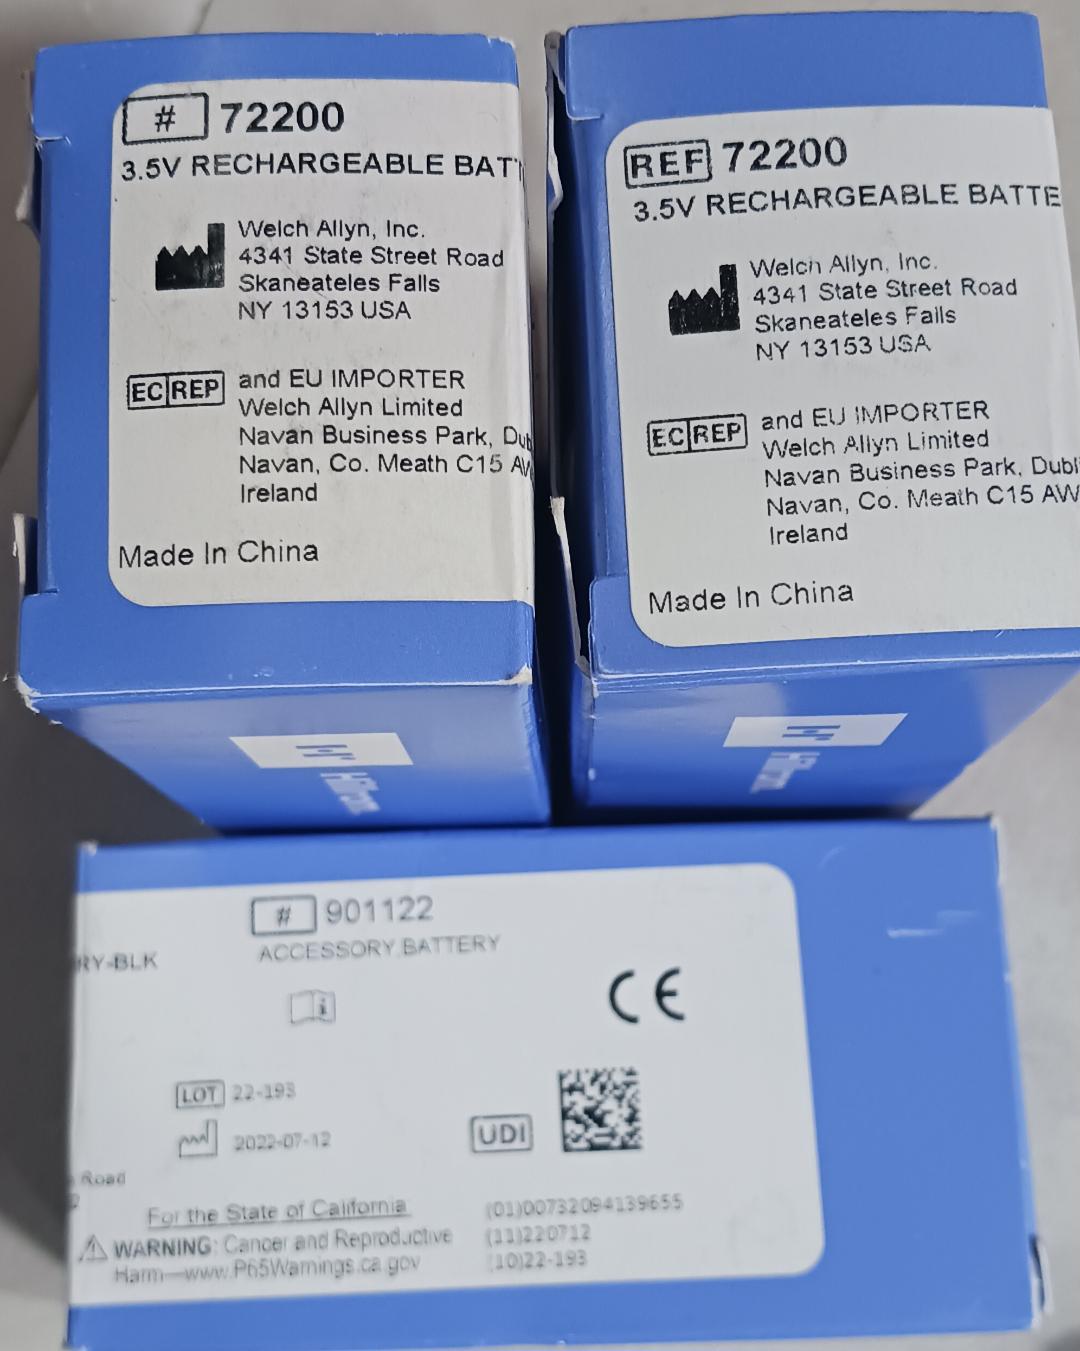 # 72200
3.5V RECHARGEABLE BATT
Welch Allyn, Inc.
4341 State Street Road
Skaneateles Falls
NY 13153 USA
EC REP and EU IMPORTER
Welch Allyn Limited
Navan Business Park, Dub
Navan, Co. Meath C15 AW
Ireland
Made In China
Hillrom
REF 72200
3.5V RECHARGEABLE BATTE
Welch Allyn, Inc.
4341 State Street Road
Skaneateles Falls
NY 13153 USA
EC REP and EU IMPORTER
Welch Allyn Limited
Navan Business Park, Dubl
Navan, Co. Meath C15 AW
Ireland
Made In China
Hillrom
# 901122
RY-BLK ACCESSORY,BATTERY
CE
LOT 22-193
2022-07-12
UDI
Road
For the State of California
WARNING: Cancer and Reproductive
Harm—www.P65Warnings.ca.gov
(01)00732094139655
(11)220712
(10)22-193